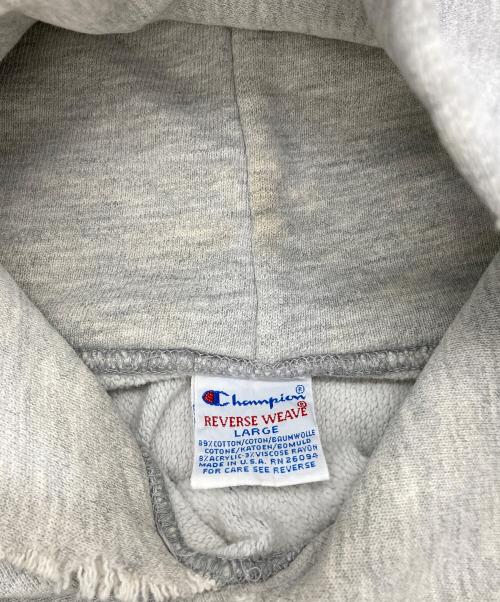 Champion®
REVERSE WEAVE®
LARGE
89% COTTON/COTON/BAUMWOLLE
COTONE/KATOEN/BOMULD
8% ACRYLIC-3% VISCOSE RAYON
MADE IN U.S.A. RN 26094
FOR CARE SEE REVERSE